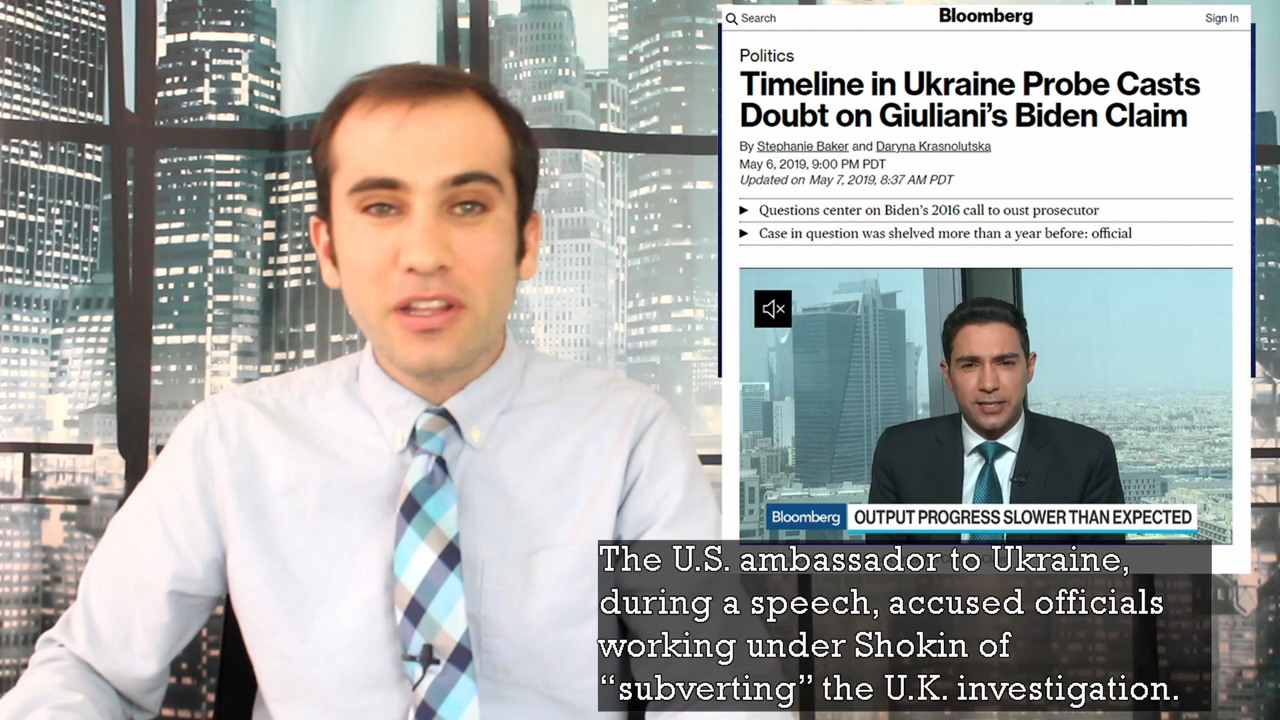 Search
Bloomberg
Sign In
Politics
Timeline in Ukraine Probe Casts
Doubt on Giuliani's Biden Claim
By Stephanie Baker and Daryna Krasnolutska
May 6, 2019, 9:00 PM PDT
Updated on May 7, 2019, 8:37 AM PDT
Questions center on Biden's 2016 call to oust prosecutor
Case in question was shelved more than a year before: official
Bloomberg
OUTPUT PROGRESS SLOWER THAN EXPECTED
The U.S. ambassador to Ukraine,
during a speech, accused officials
working under Shokin of
“subverting” the U.K. investigation.